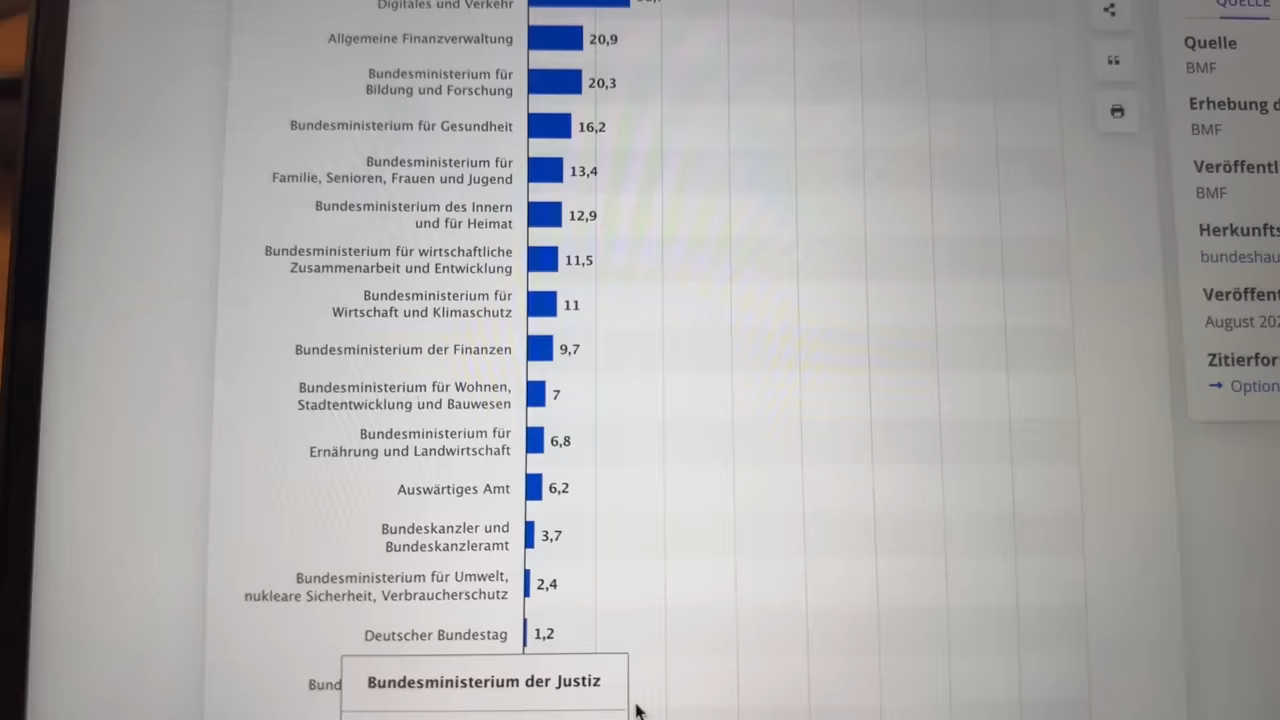 Digitales und Verkehr
Allgemeine Finanzverwaltung 20,9
Bundesministerium für
Bildung und Forschung 20,3
Bundesministerium für Gesundheit 16,2
Bundesministerium für
Familie, Senioren, Frauen und Jugend 13,4
Bundesministerium des Innern
und für Heimat 12,9
Bundesministerium für wirtschaftliche
Zusammenarbeit und Entwicklung 11,5
Bundesministerium für
Wirtschaft und Klimaschutz 11
Bundesministerium der Finanzen 9,7
Bundesministerium für Wohnen,
Stadtentwicklung und Bauwesen 7
Bundesministerium für
Ernährung und Landwirtschaft 6,8
Auswärtiges Amt 6,2
Bundeskanzler und
Bundeskanzleramt 3,7
Bundesministerium für Umwelt,
nukleare Sicherheit, Verbraucherschutz 2,4
Deutscher Bundestag 1,2
Bund
Bundesministerium der Justiz
QUELLE
Quelle
BMF
Erhebung d
BMF
Veröffentl
BMF
Herkunfts
bundeshau
Veröffent
August 202
Zitierfor
→ Option